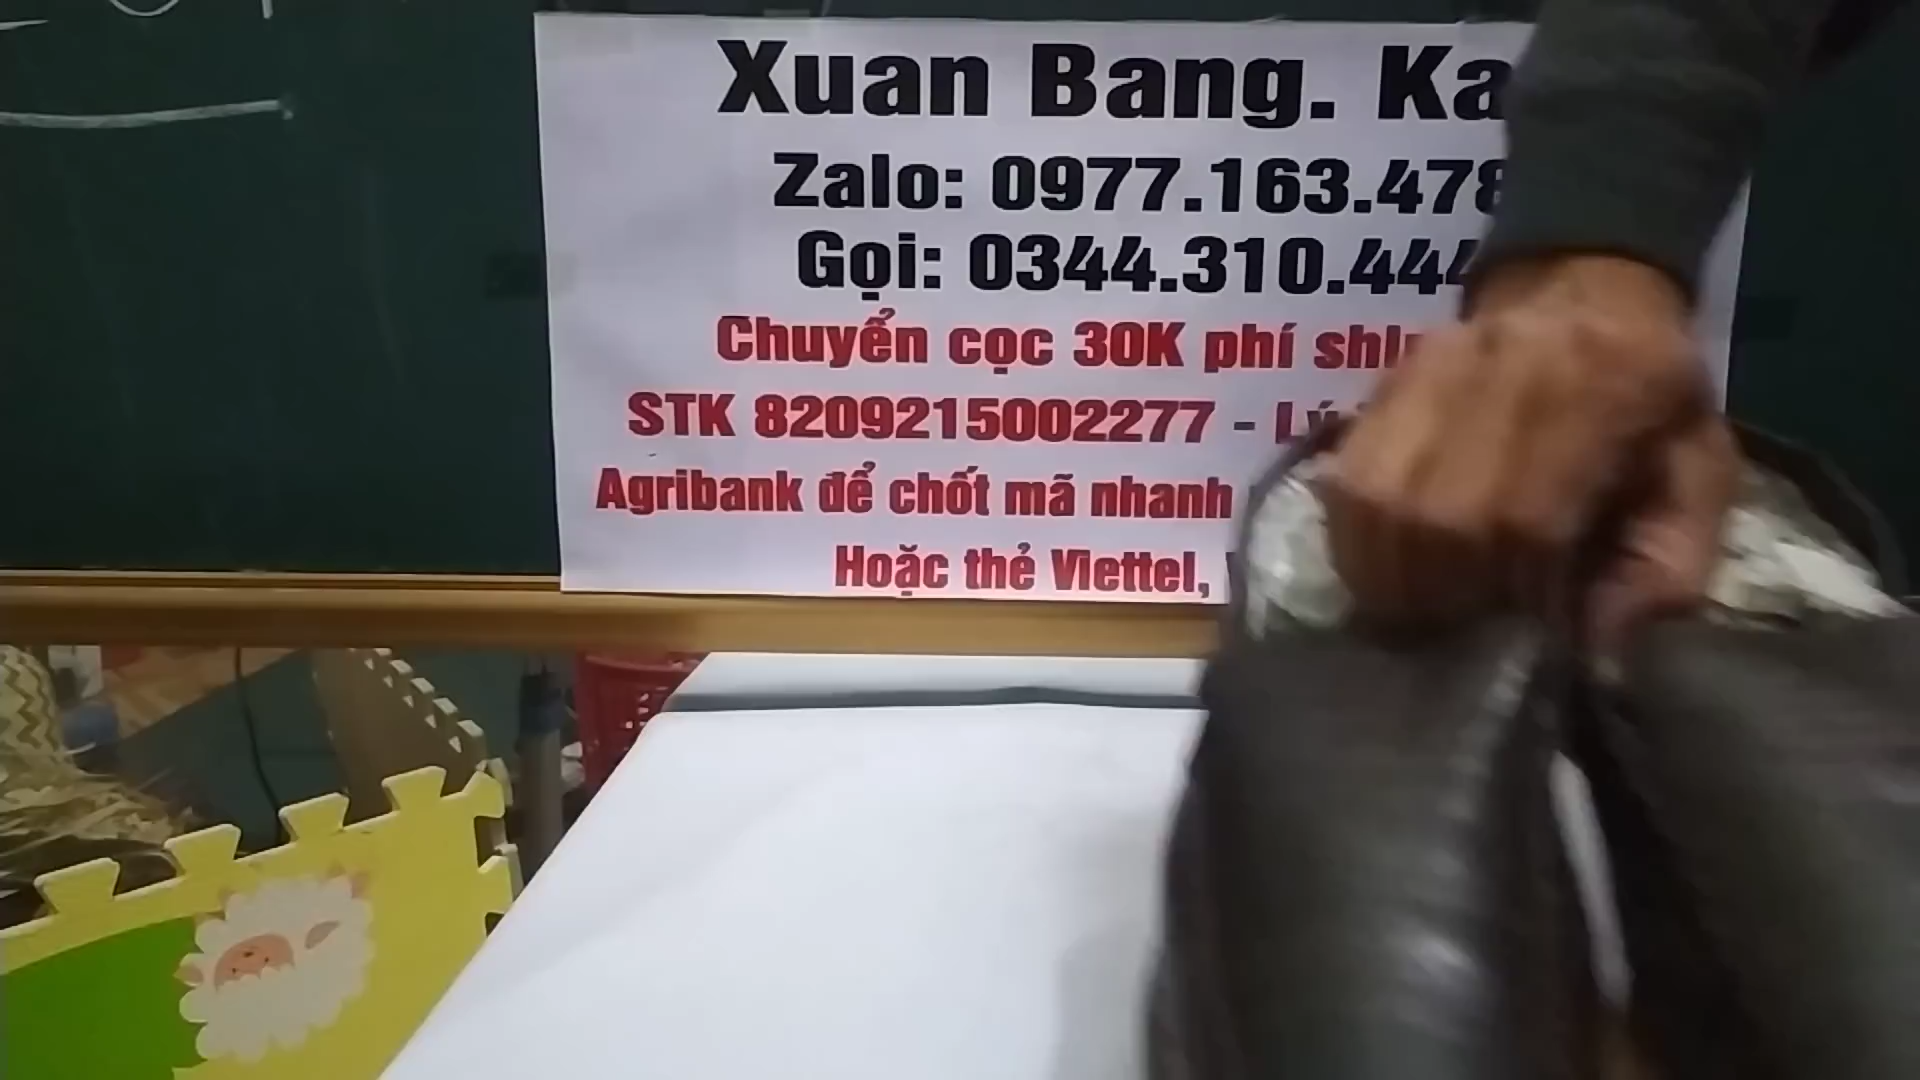 Xuan Bang. Ka
Zalo: 0977.163.478
Gọi: 0344.310.444
Chuyển cọc 30K phí
STK 8209215002277 - Lý
Agribank để chốt mã nhanh
Hoặc thẻ Viettel,